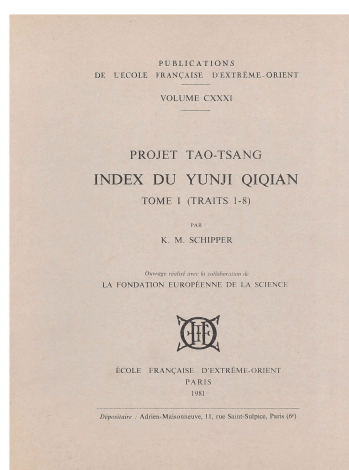 PUBLICATIONS
DE L'ÉCOLE FRANÇAISE D'EXTRÊME-ORIENT
VOLUME CXXXI
PROJET TAO-TSANG
INDEX DU YUNJI QIQIAN
TOME I (TRAITS 1-8)
PAR
K. M. SCHIPPER
Ouvrage réalisé avec la collaboration de
LA FONDATION EUROPÉENNE DE LA SCIENCE
ÉCOLE FRANÇAISE D'EXTRÊME-ORIENT
PARIS
1981
Dépositaire : Adrien-Maisonneuve, 11, rue Saint-Sulpice, Paris (6e)